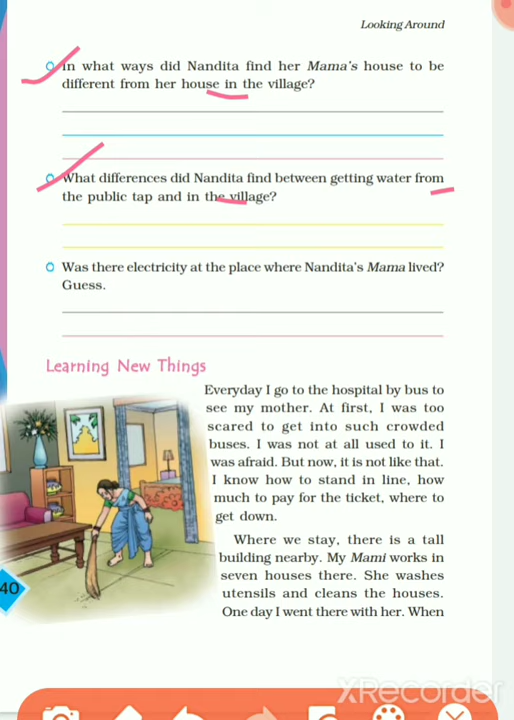 Looking Around
In what ways did Nandita find her Mama's house to be
different from her house in the village?
What differences did Nandita find between getting water from
the public tap and in the village?
Was there electricity at the place where Nandita's Mama lived?
Guess.
Learning New Things
Everyday I go to the hospital by bus to
see my mother. At first, I was too
scared to get into such crowded
buses. I was not at all used to it. I
was afraid. But now, it is not like that.
I know how to stand in line, how
much to pay for the ticket, where to
get down.
Where we stay, there is a tall
building nearby. My Mami works in
seven houses there. She washes
utensils and cleans the houses.
One day I went there with her. When
40
XRecorder